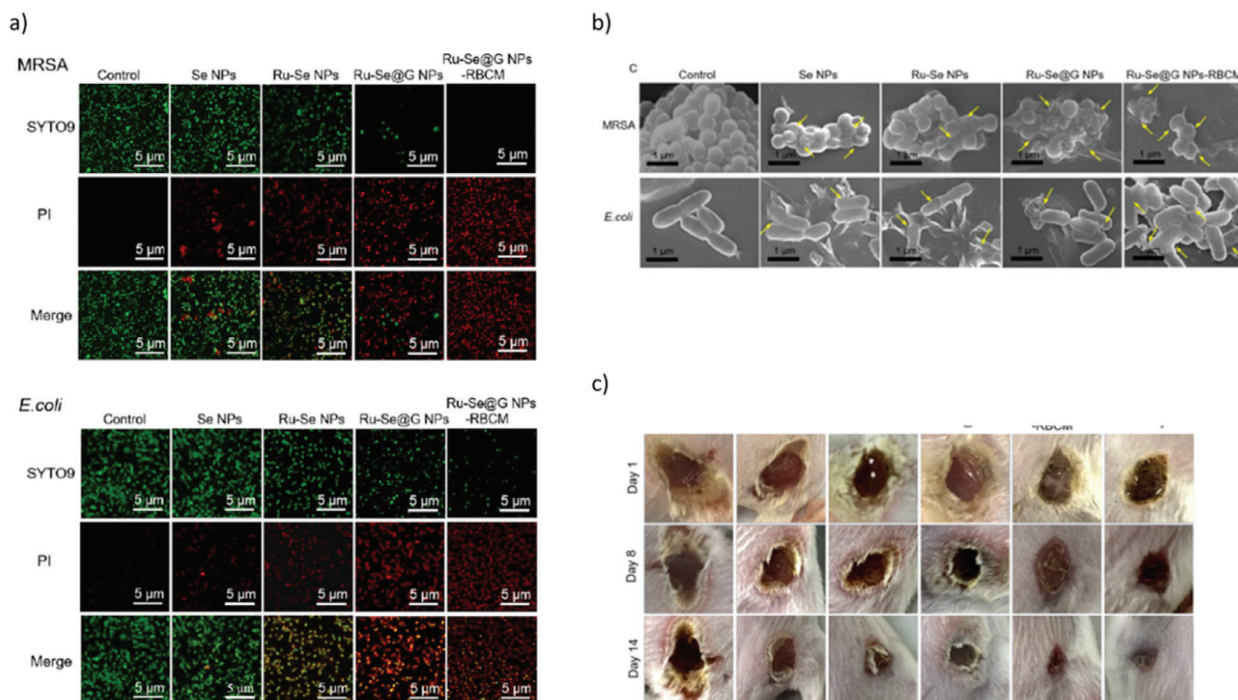 a)
MRSA
Control Se NPs Ru-Se NPs Ru-Se@G NPs Ru-Se@G NPs
-RBCM
SYTO9
5 µm 5 µm 5 µm 5 µm 5 µm
PI
5 µm 5 µm 5 µm 5 µm 5 µm
Merge
5 µm 5 µm 5 µm 5 µm 5 µm
E.coli
Control Se NPs Ru-Se NPs Ru-Se@G NPs Ru-Se@G NPs
-RBCM
SYTO9
5 µm 5 µm 5 µm 5 µm 5 µm
PI
5 µm 5 µm 5 µm 5 µm 5 µm
Merge
5 µm 5 µm 5 µm 5 µm 5 µm
b)
C
Control Se NPs Ru-Se NPs Ru-Se@G NPs Ru-Se@G NPs-RBCM
MRSA
1 µm 1 µm 1 µm 1 µm 1 µm
E.coli
1 µm 1 µm 1 µm 1 µm 1 µm
c)
-RBCM
Day 1
Day 8
Day 14